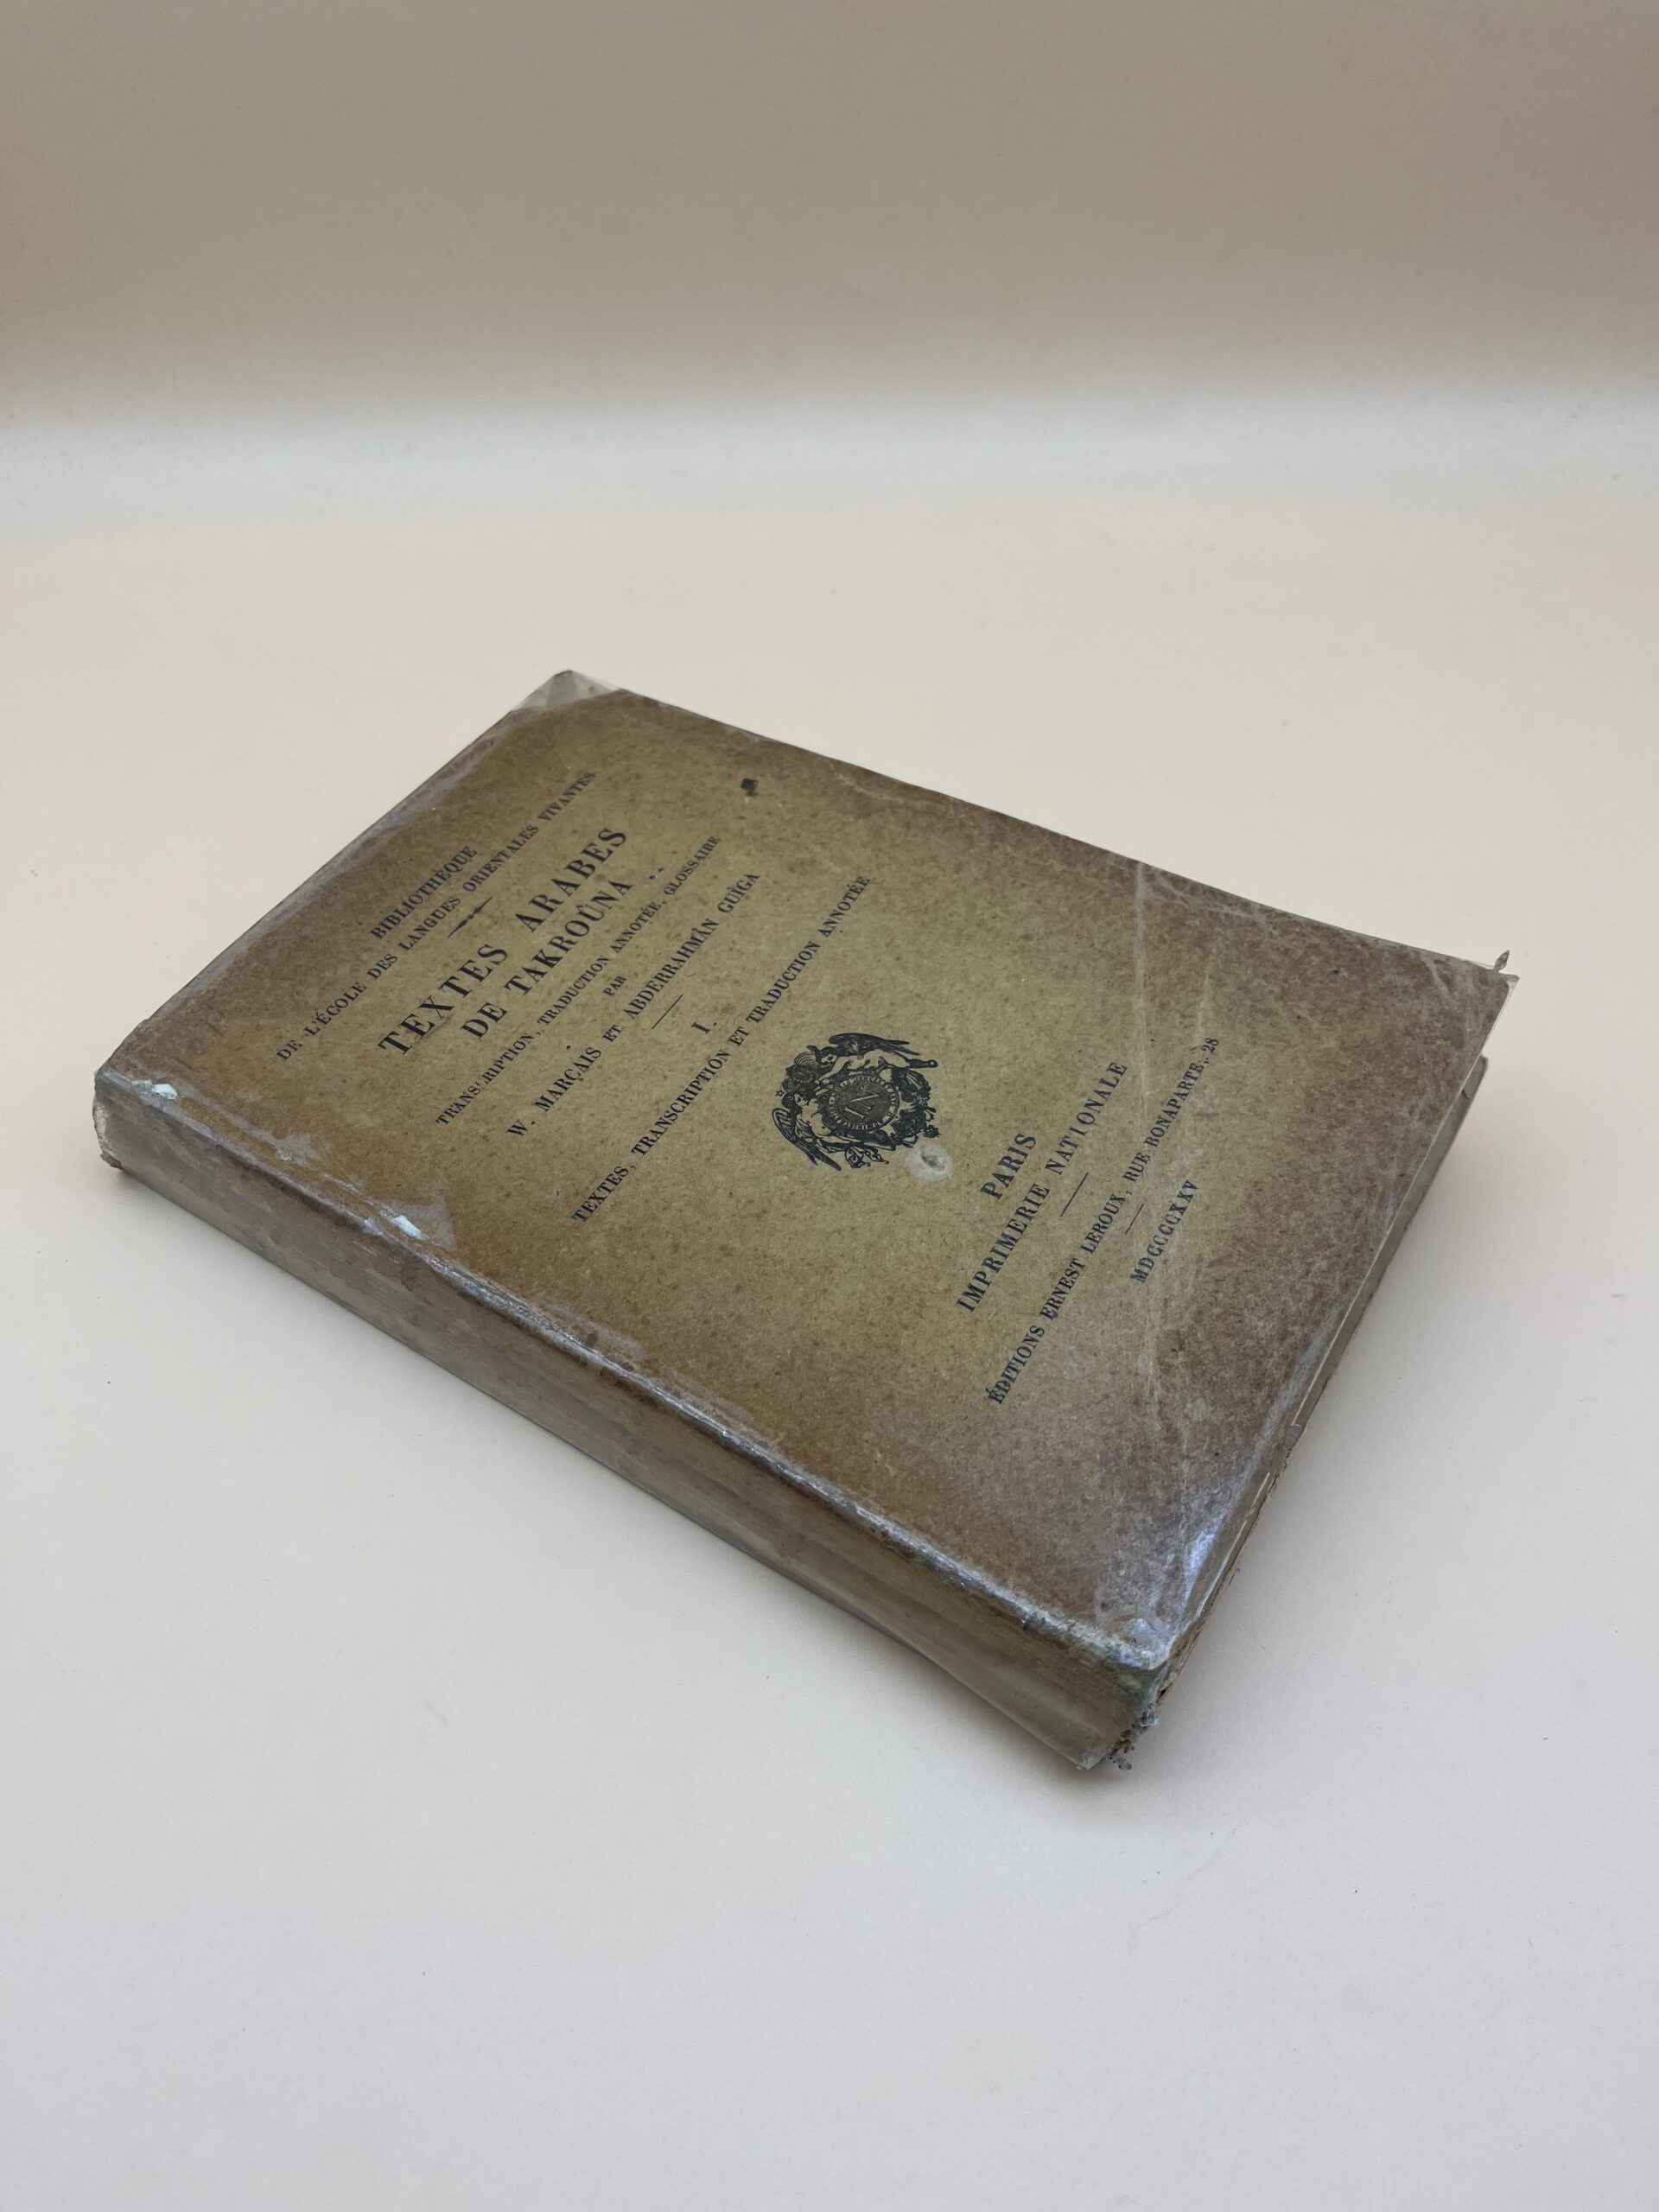 BIBLIOTHÈQUE
DE L'ÉCOLE DES LANGUES ORIENTALES VIVANTES
TEXTES ARABES
DE TAKROÛNA
TRANSCRIPTION, TRADUCTION ANNOTÉE, GLOSSAIRE
PAR
W. MARÇAIS ET ABDERRAHMÂN GUÎGA
I.
TEXTES, TRANSCRIPTION ET TRADUCTION ANNOTÉE
IN
PARIS
IMPRIMERIE NATIONALE
ÉDITIONS ERNEST LEROUX, RUE BONAPARTE, 28
MDCCCCXXV